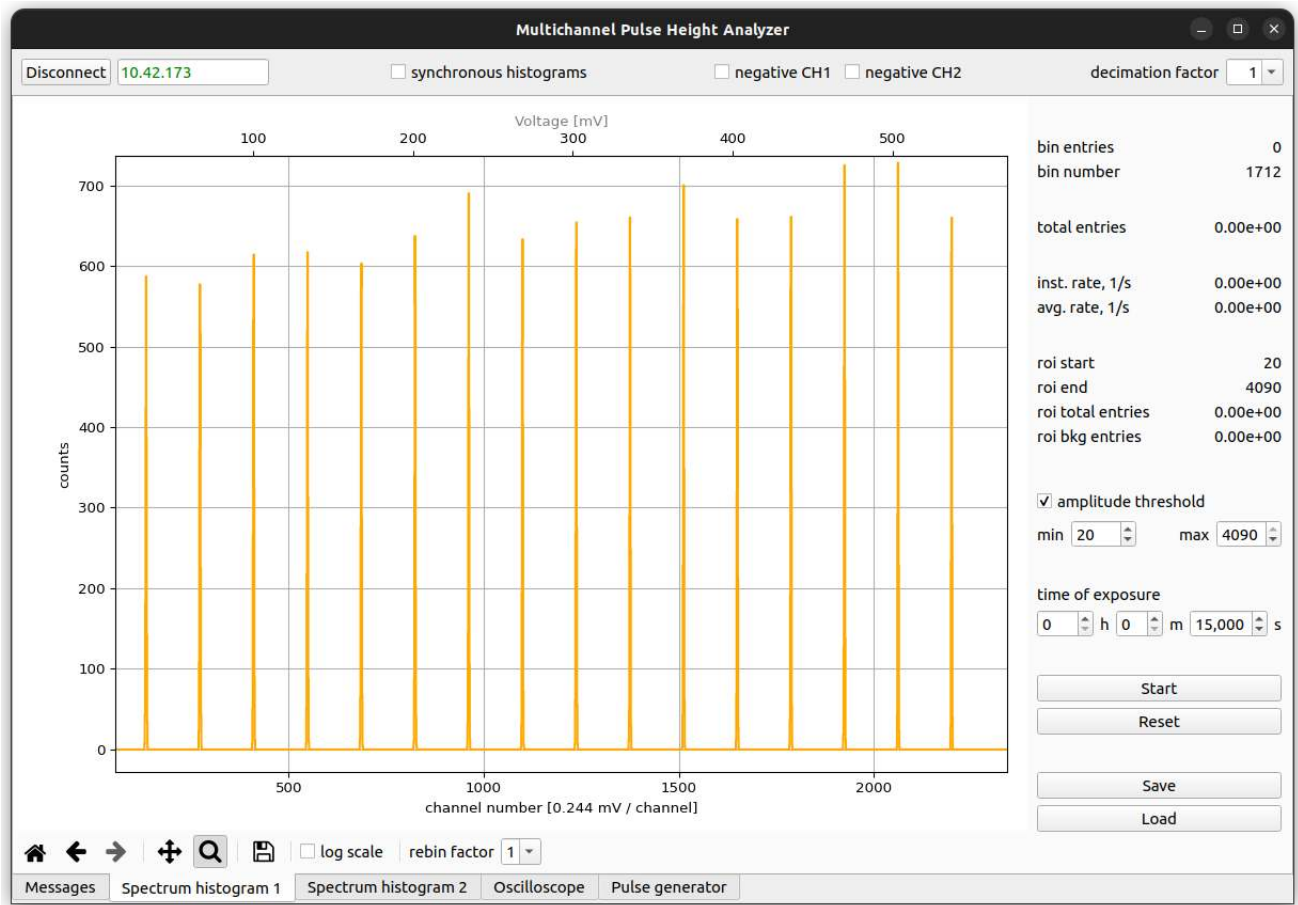 Multichannel Pulse Height Analyzer
Disconnect 10.42.173 synchronous histograms negative CH1 negative CH2 decimation factor 1
Voltage [mV]
100 200 300 400 500
700
600
500
400
300
200
100
0
counts
500 1000 1500 2000
channel number [0.244 mV / channel]
bin entries 0
bin number 1712
total entries 0.00e+00
inst. rate, 1/s 0.00e+00
avg. rate, 1/s 0.00e+00
roi start 20
roi end 4090
roi total entries 0.00e+00
roi bkg entries 0.00e+00
amplitude threshold
min 20 max 4090
time of exposure
0 h 0 m 15,000 s
Start
Reset
Save
Load
log scale rebin factor 1
Messages Spectrum histogram 1 Spectrum histogram 2 Oscilloscope Pulse generator